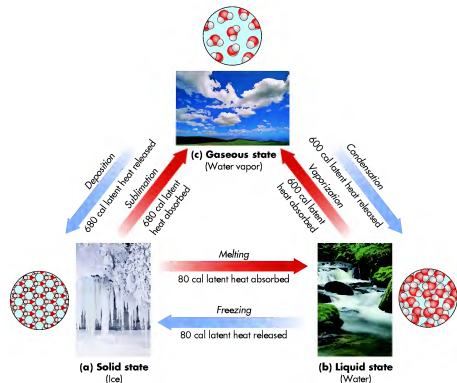 (c) Gaseous state
(Water vapor)
Deposition
680 cal latent heat released
Sublimation
680 cal latent
heat absorbed
Condensation
600 cal latent heat released
Vaporization
600 cal latent
heat absorbed
Melting
80 cal latent heat absorbed
Freezing
80 cal latent heat released
(a) Solid state
(Ice)
(b) Liquid state
(Water)